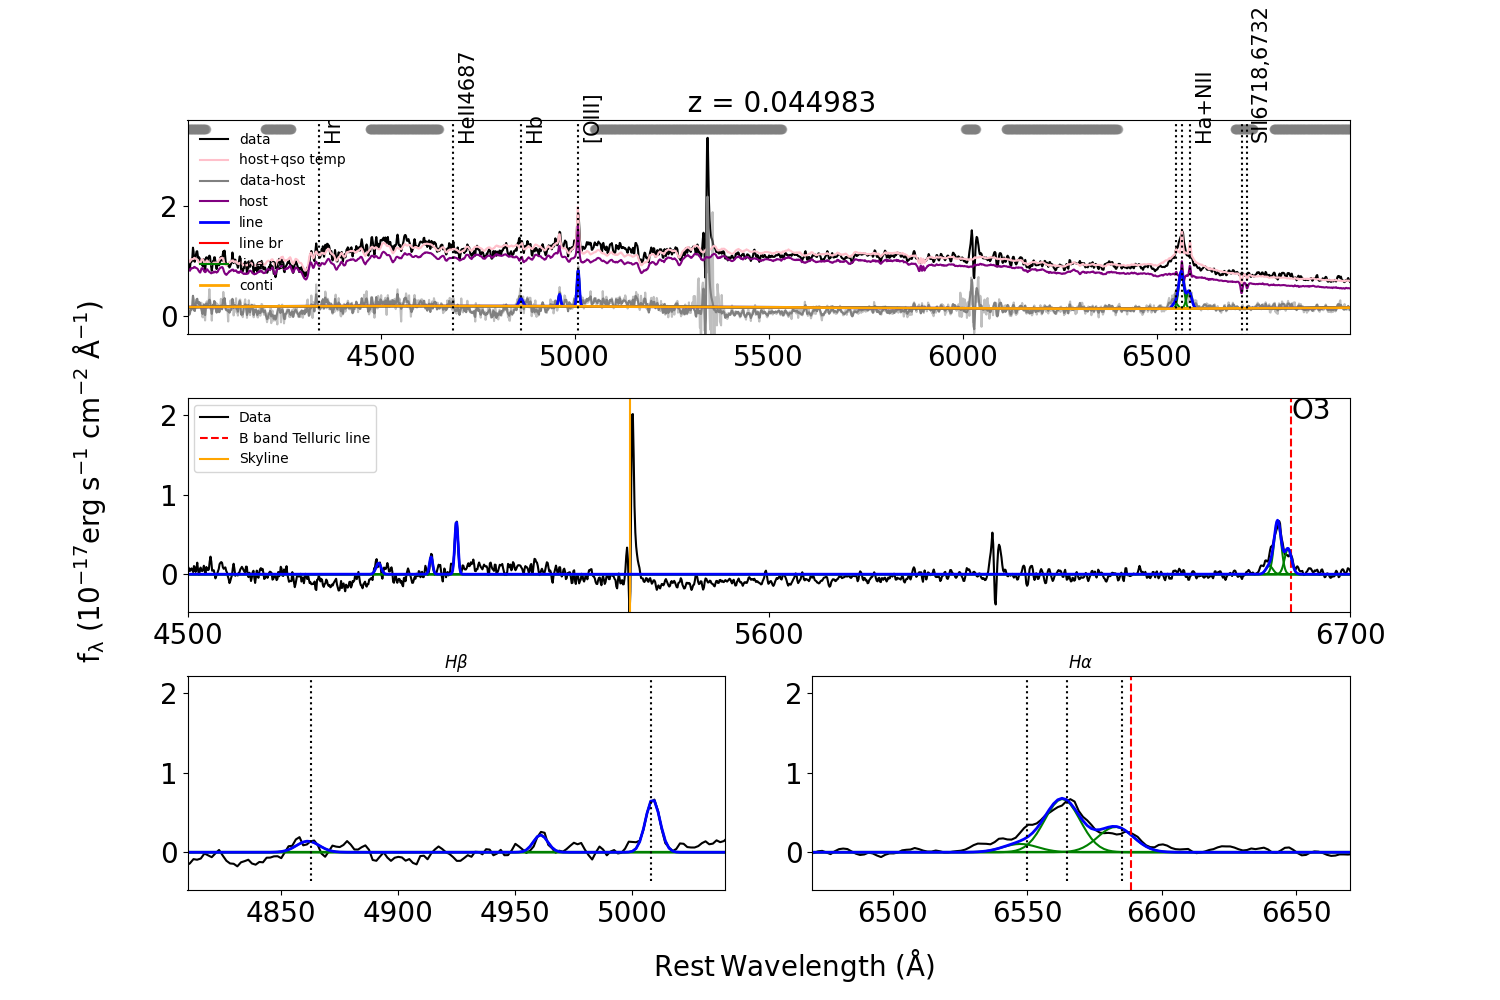 z = 0.044983
Hr
HeII4687
Hb
[OIII]
Ha+NII
SII6718,6732
data
host+qso temp
data-host
host
line
line br
conti
2
0
4500
5000
5500
6000
6500
fλ (10⁻¹⁷erg s⁻¹ cm⁻² Å⁻¹)
Data
B band Telluric line
Skyline
O3
2
1
0
4500
5600
6700
Hβ
2
1
0
4850
4900
4950
5000
Hα
2
1
0
6500
6550
6600
6650
Rest Wavelength (Å)